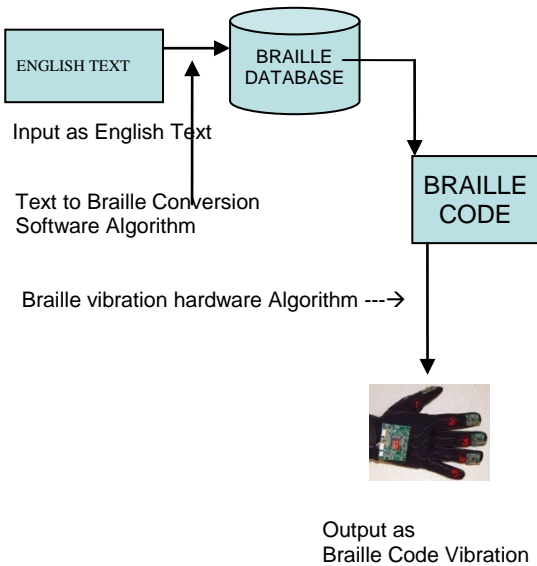 ENGLISH TEXT
BRAILLE
DATABASE
Input as English Text
Text to Braille Conversion
Software Algorithm
BRAILLE
CODE
Braille vibration hardware Algorithm ---→
Output as
Braille Code Vibration